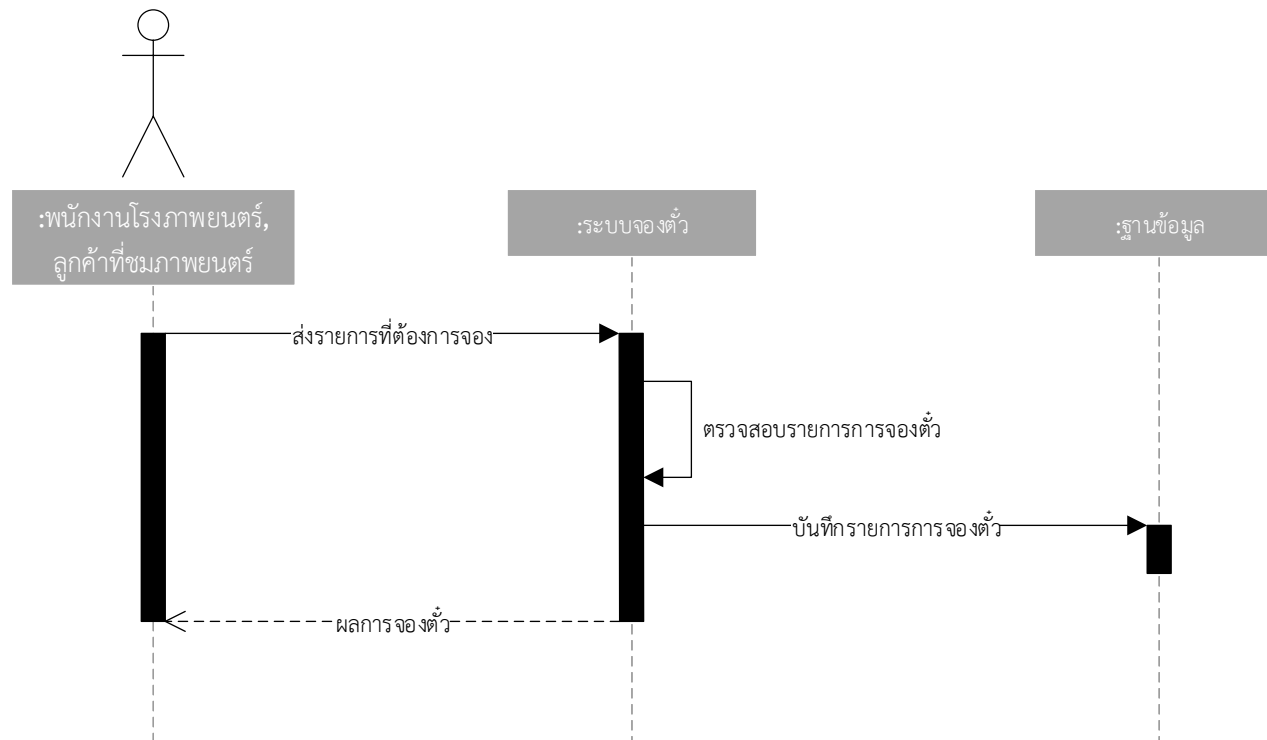 :พนักงานโรงภาพยนตร์,
ลูกค้าที่ชมภาพยนตร์
:ระบบจองตั๋ว
:ฐานข้อมูล
ส่งรายการที่ต้องการจอง
ตรวจสอบรายการการจองตั๋ว
บันทึกรายการการจองตั๋ว
ผลการจองตั๋ว